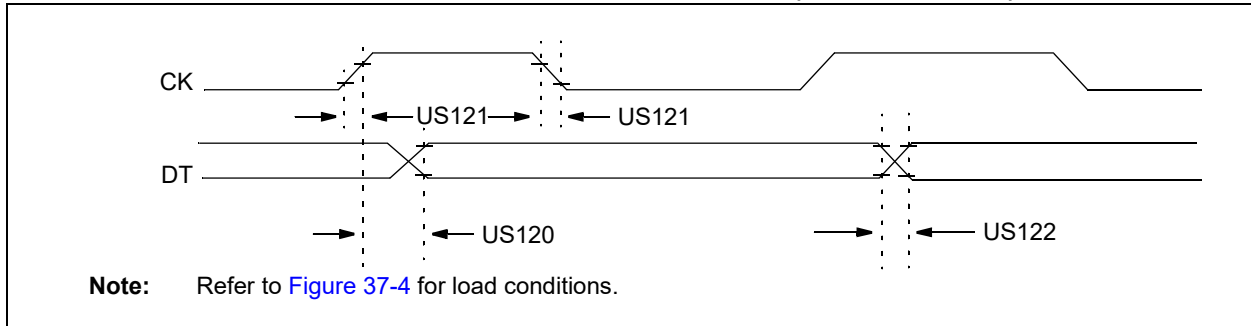 CK
US121
US121
DT
US120
US122
Note: Refer to Figure 37-4 for load conditions.